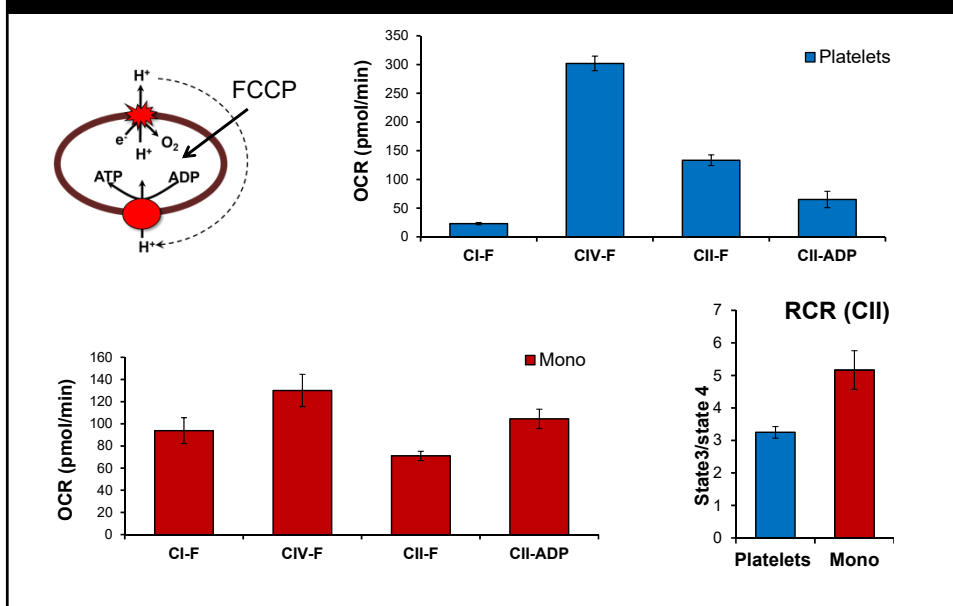 H⁺
FCCP
e⁻
O₂
H⁺
ATP
ADP
H⁺
OCR (pmol/min)
350
300
250
200
150
100
50
0
Platelets
CI-F
CIV-F
CII-F
CII-ADP
OCR (pmol/min)
160
140
120
100
80
60
40
20
0
Mono
CI-F
CIV-F
CII-F
CII-ADP
RCR (CII)
State3/state 4
7
6
5
4
3
2
1
0
Platelets
Mono